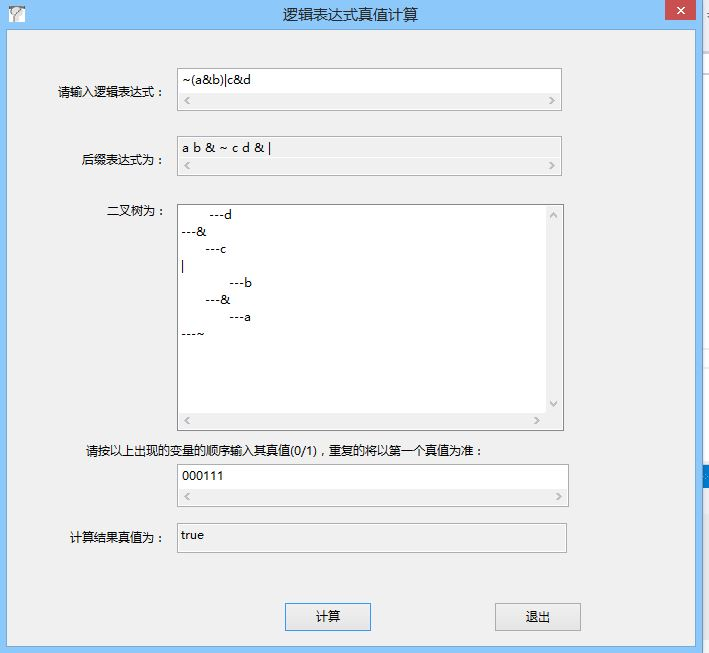 逻辑表达式真值计算
请输入逻辑表达式：
~(a&b)|c&d
后缀表达式为：
a b & ~ c d & |
二叉树为：
---d
---&
---c
|
---b
---&
---a
---~
请按以上出现的变量的顺序输入其真值(0/1)，重复的将以第一个真值为准：
000111
计算结果真值为：
true
计算
退出